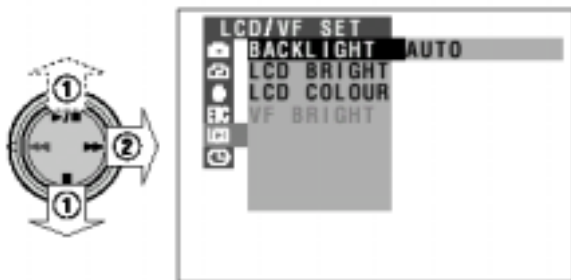 LCD/VF SET
BACKLIGHT AUTO
LCD BRIGHT
LCD COLOUR
VF BRIGHT
①
②
①